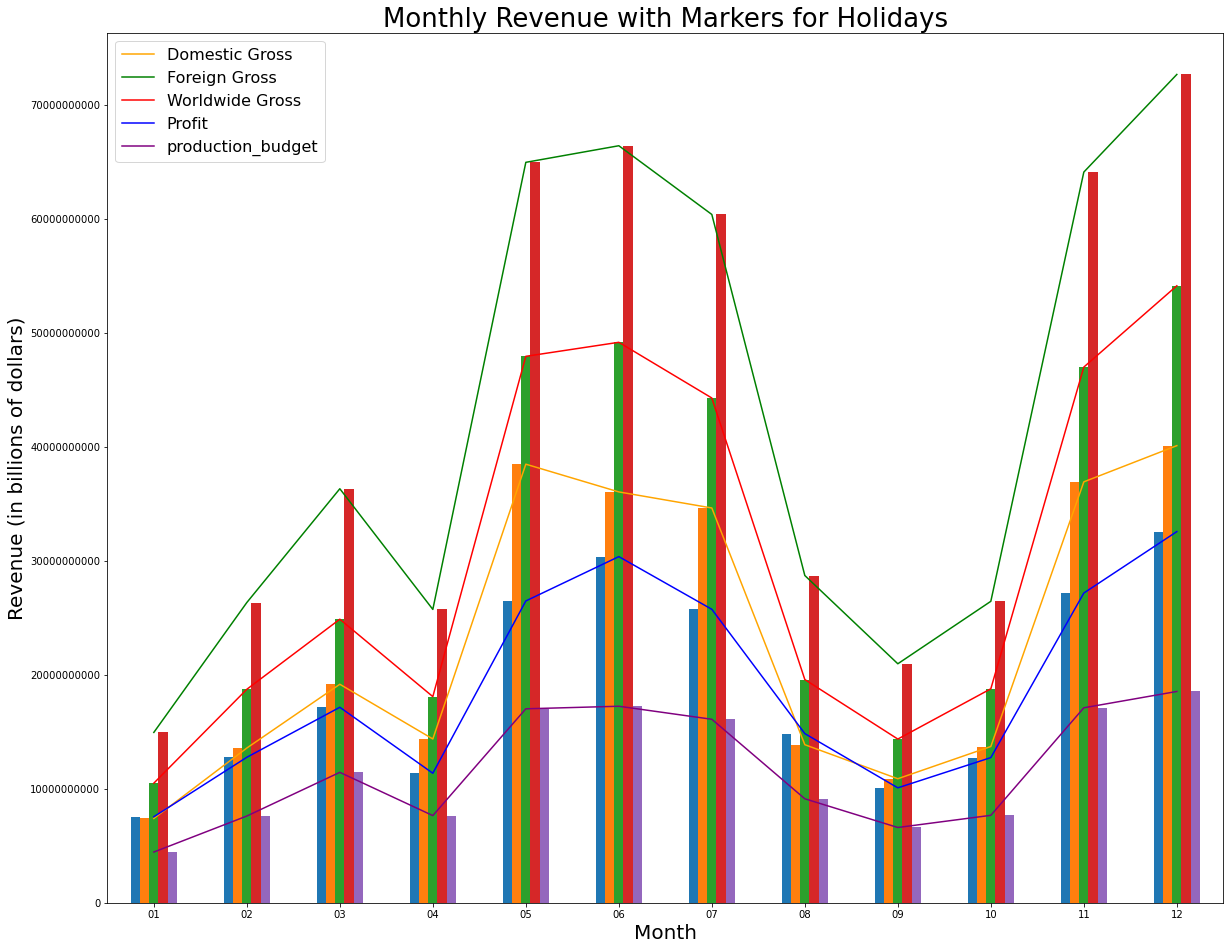 Monthly Revenue with Markers for Holidays
Domestic Gross
Foreign Gross
Worldwide Gross
Profit
production_budget
Revenue (in billions of dollars)
70000000000
60000000000
50000000000
40000000000
30000000000
20000000000
10000000000
0
01 02 03 04 05 06 07 08 09 10 11 12
Month